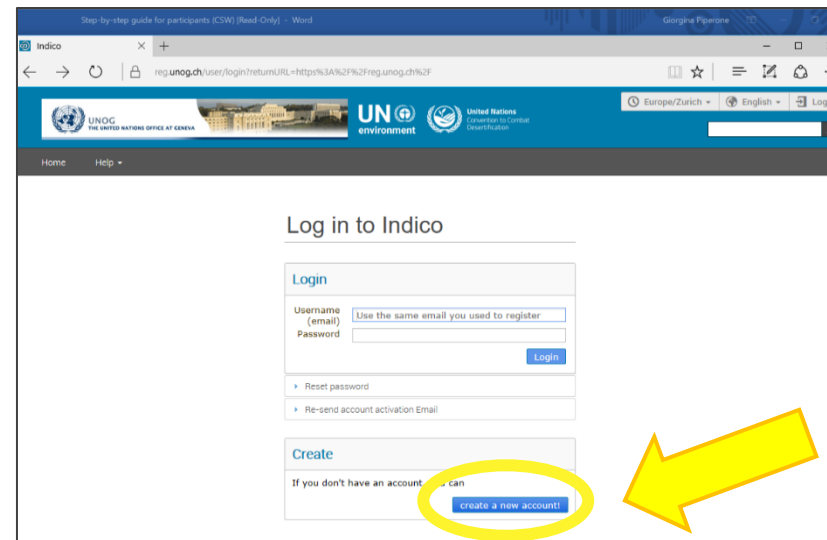 Step-by-step guide for participants (CSW) [Read-Only] - Word
Giorgina Piperone
Indico
reg.unog.ch/user/login?returnURL=https%3A%2F%2Freg.unog.ch%2F
Europe/Zurich
English
Log
UNOG
THE UNITED NATIONS OFFICE AT GENEVA
UN
environment
United Nations
Convention to Combat
Desertification
Home
Help
Log in to Indico
Login
Username
(email)
Use the same email you used to register
Password
Login
Reset password
Re-send account activation Email
Create
If you don't have an account can
create a new account!